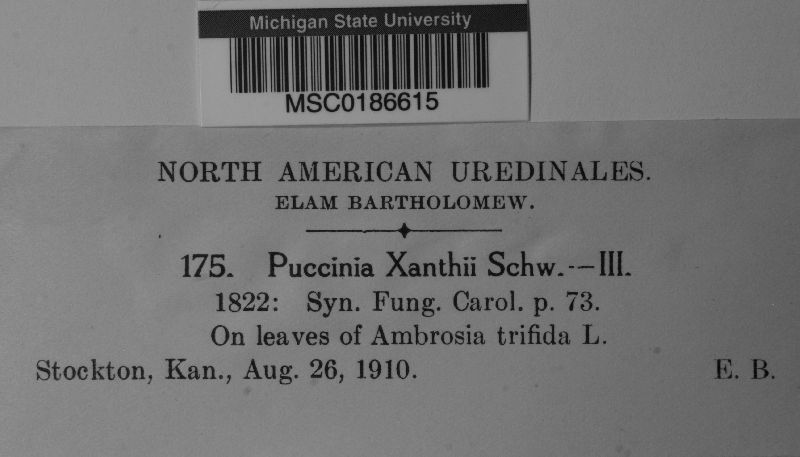 Michigan State University
MSC0186615
NORTH AMERICAN UREDINALES.
ELAM BARTHOLOMEW.
175. Puccinia Xanthii Schw.--III.
1822: Syn. Fung. Carol. p. 73.
On leaves of Ambrosia trifida L.
Stockton, Kan., Aug. 26, 1910. E. B.